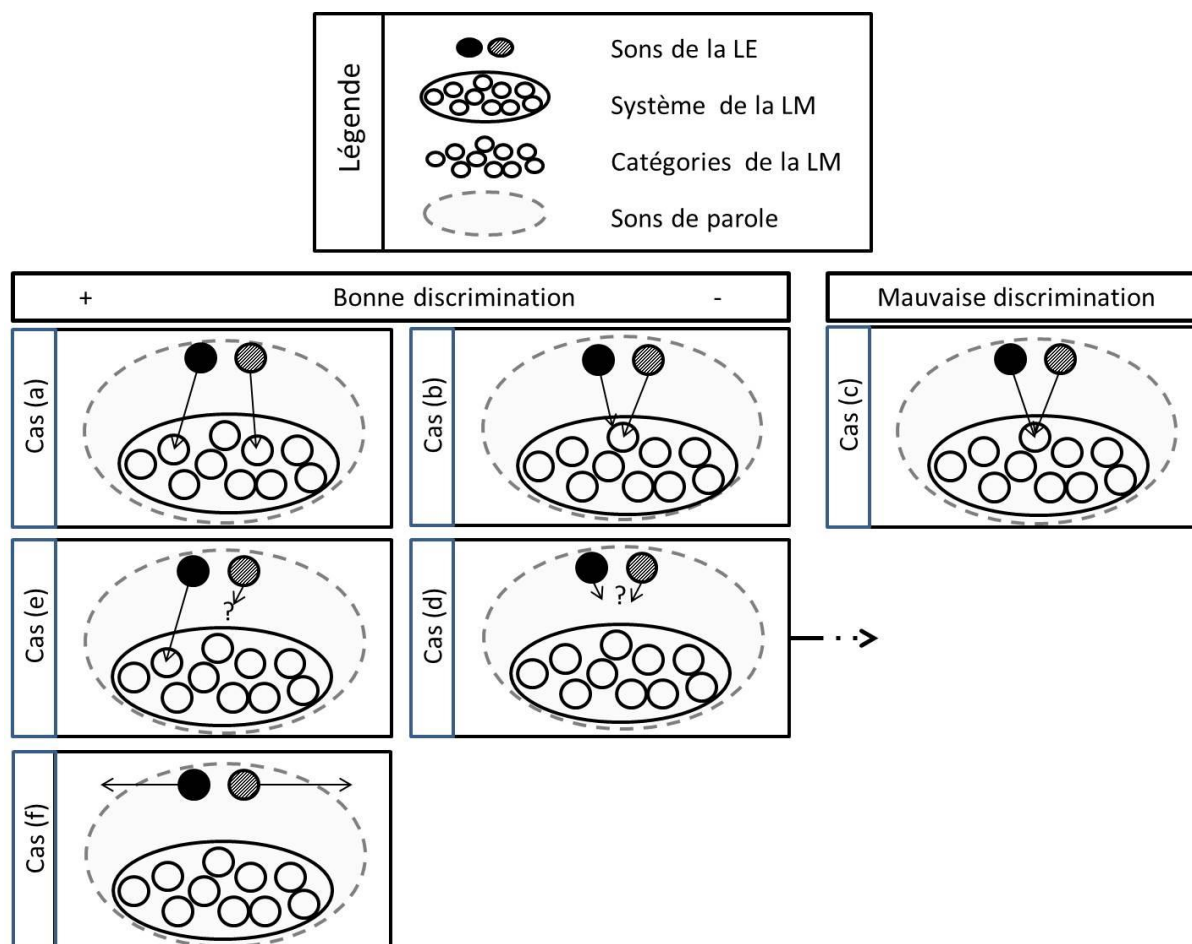 Légende
Sons de la LE
Système de la LM
Catégories de la LM
Sons de parole
+ Bonne discrimination -
Mauvaise discrimination
Cas (a)
Cas (b)
Cas (c)
Cas (e)
?
Cas (d)
?
Cas (f)